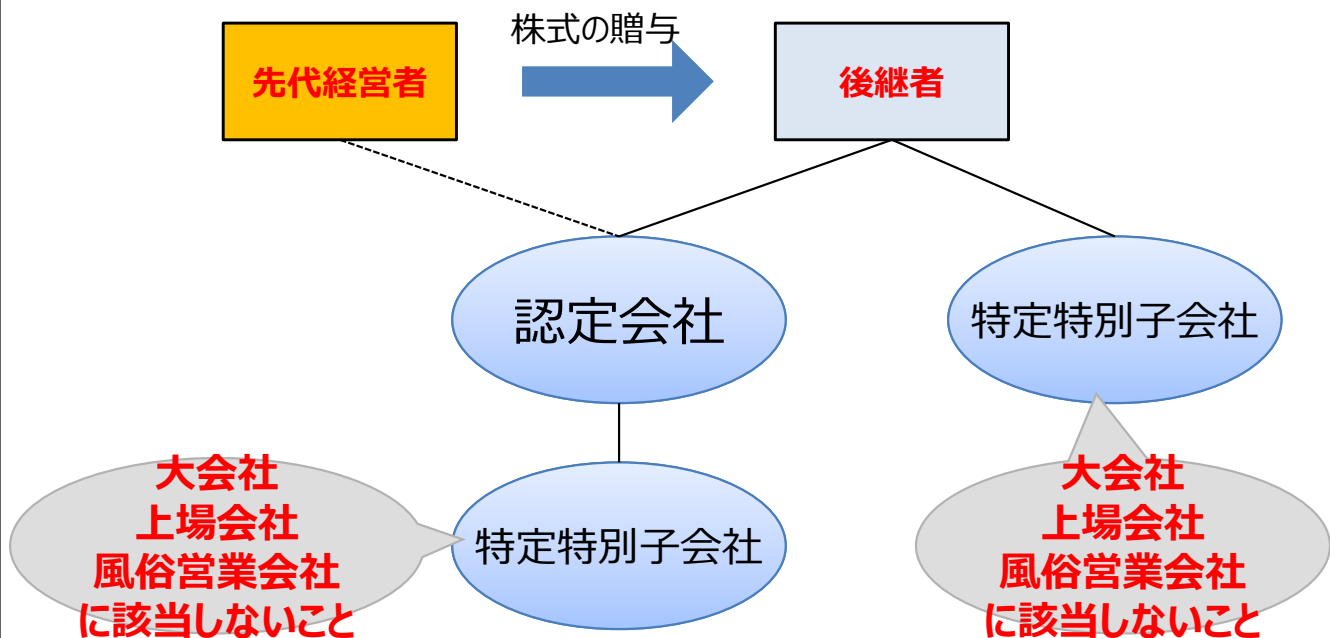 株式の贈与
先代経営者
後継者
認定会社
特定特別子会社
大会社
上場会社
風俗営業会社
に該当しないこと
特定特別子会社
大会社
上場会社
風俗営業会社
に該当しないこと